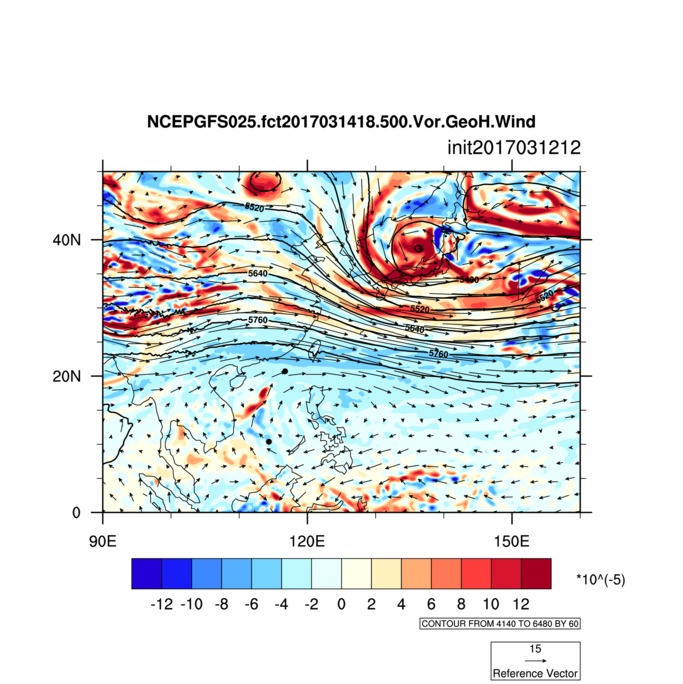 NCEPGFS025.fct2017031418.500.Vor.GeoH.Wind
init2017031212
5520
40N
5640
5520
5760
5640
5760
20N
0
90E 120E 150E
-12 -10 -8 -6 -4 -2 0 2 4 6 8 10 12
*10^(-5)
CONTOUR FROM 4140 TO 6480 BY 60
15
Reference Vector